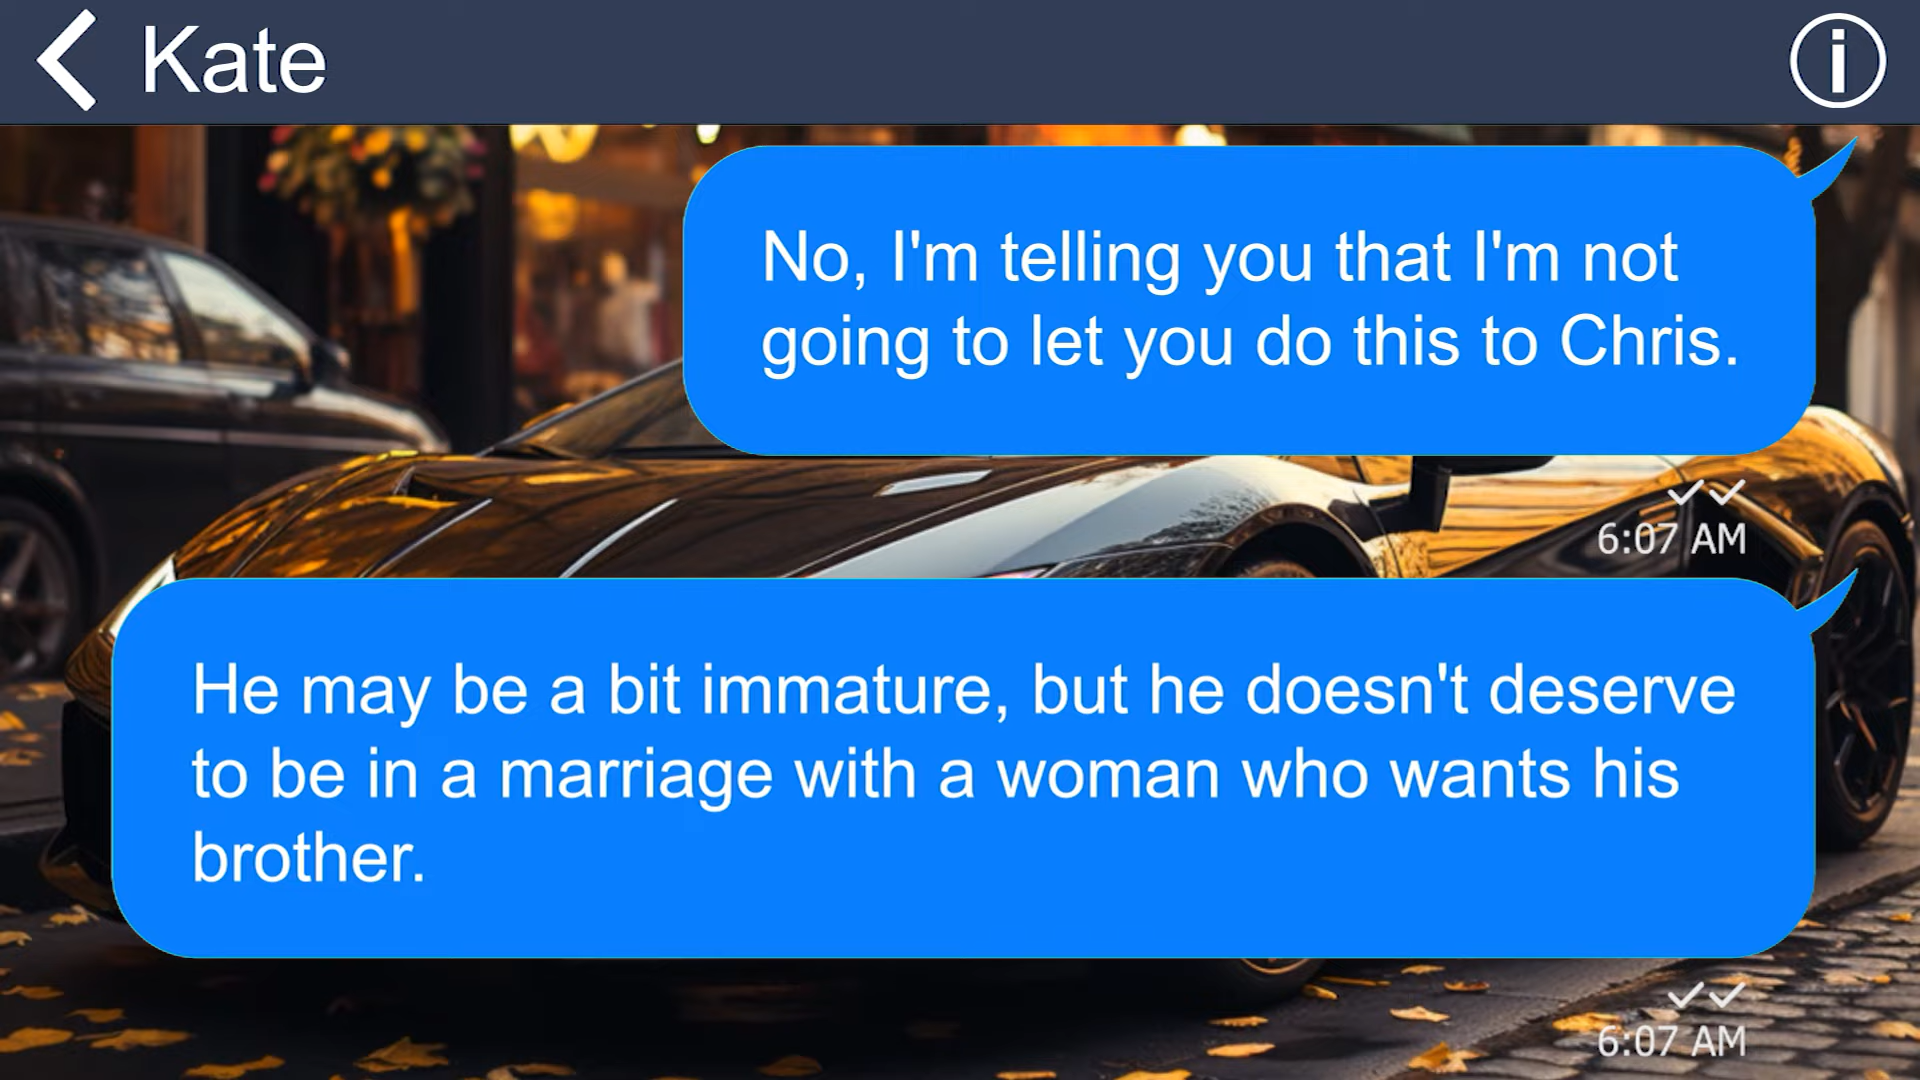 Kate
No, I'm telling you that I'm not
going to let you do this to Chris.
6:07 AM
He may be a bit immature, but he doesn't deserve
to be in a marriage with a woman who wants his
brother.
6:07 AM